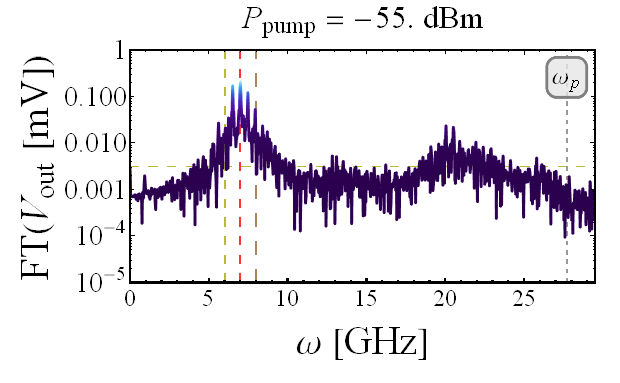 P_pump = −55. dBm
FT(V_out [mV])
1
0.100
0.010
0.001
10^−4
10^−5
ω_p
0 5 10 15 20 25
ω [GHz]